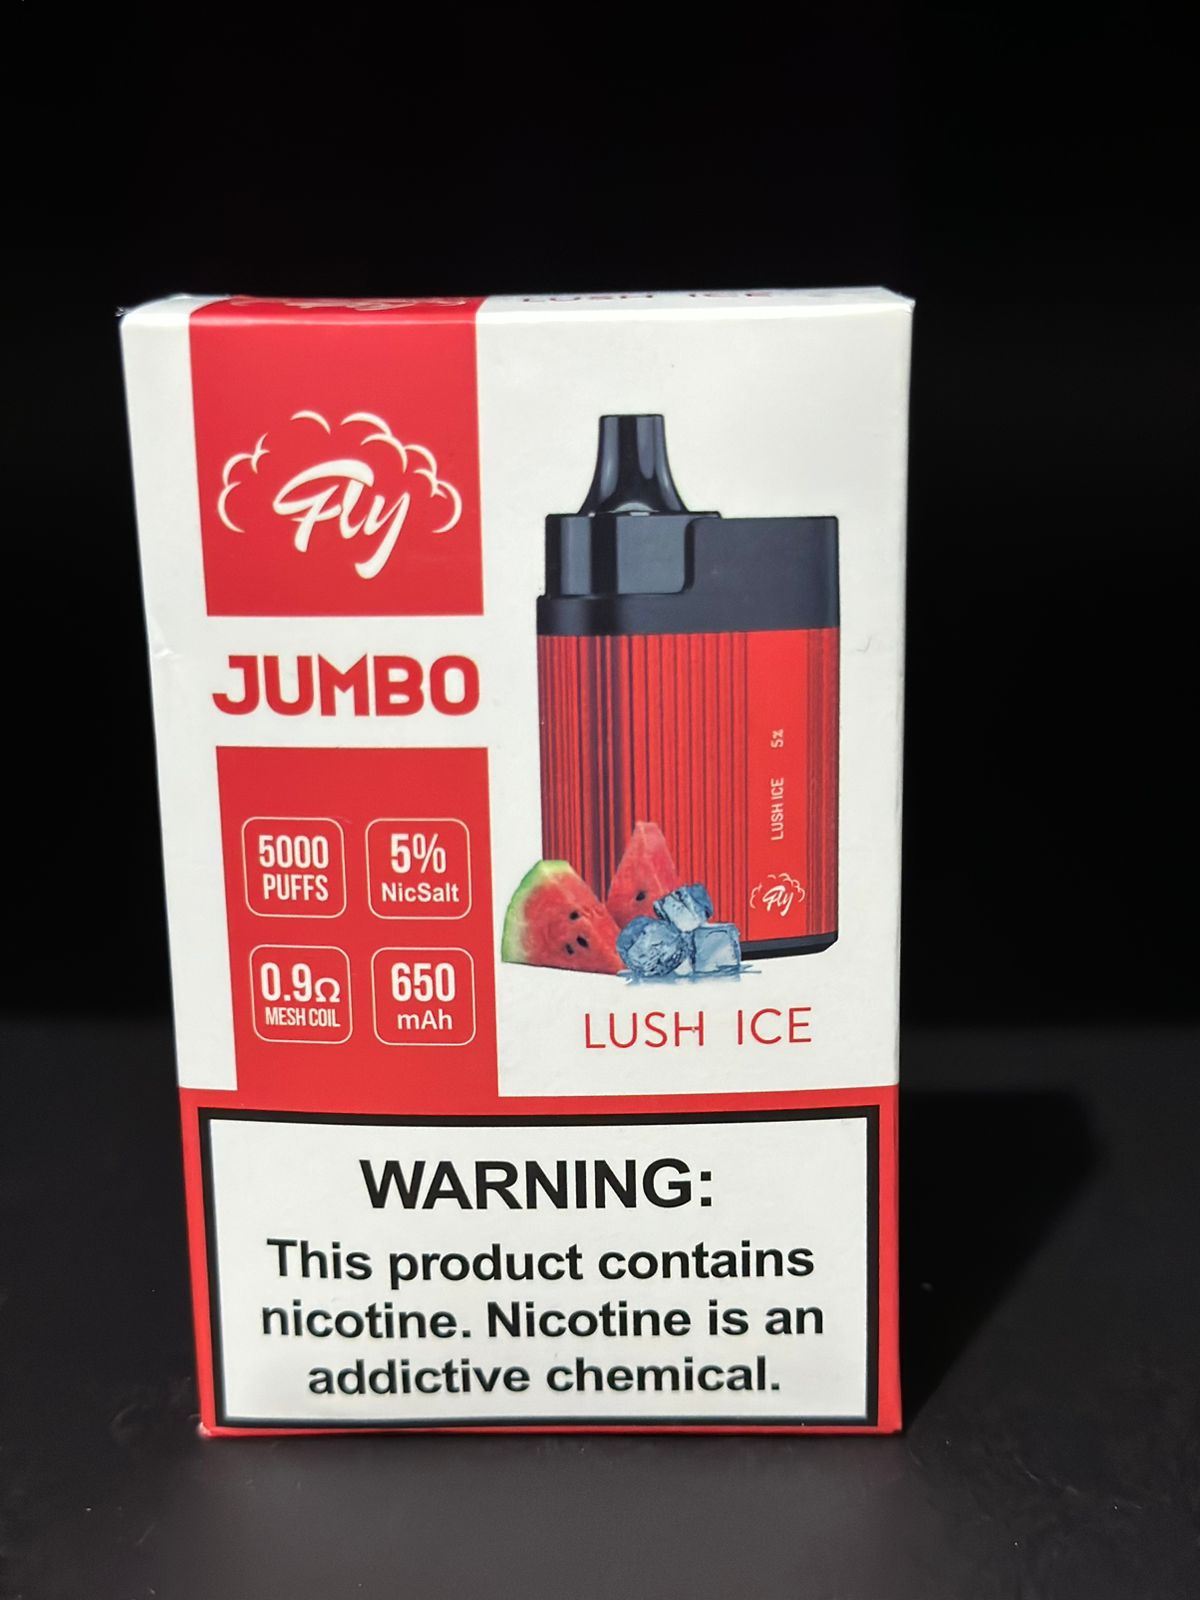 LUSH ICE
Fly
JUMBO
5000
PUFFS
5%
NicSalt
0.9Ω
MESH COIL
650
mAh
LUSH ICE 5%
Fly
LUSH ICE
WARNING:
This product contains
nicotine. Nicotine is an
addictive chemical.